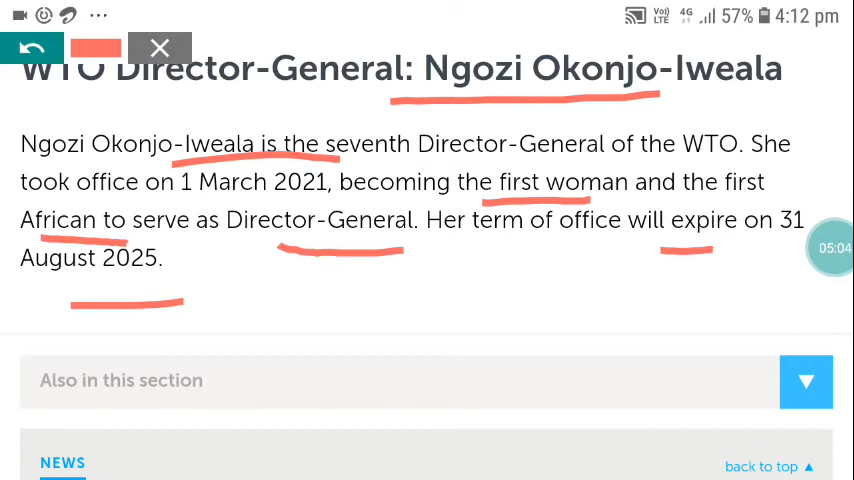 Vo)) LTE 4G 57% 4:12 pm
WTO Director-General: Ngozi Okonjo-Iweala
Ngozi Okonjo-Iweala is the seventh Director-General of the WTO. She
took office on 1 March 2021, becoming the first woman and the first
African to serve as Director-General. Her term of office will expire on 31
August 2025.
05:04
Also in this section
NEWS
back to top